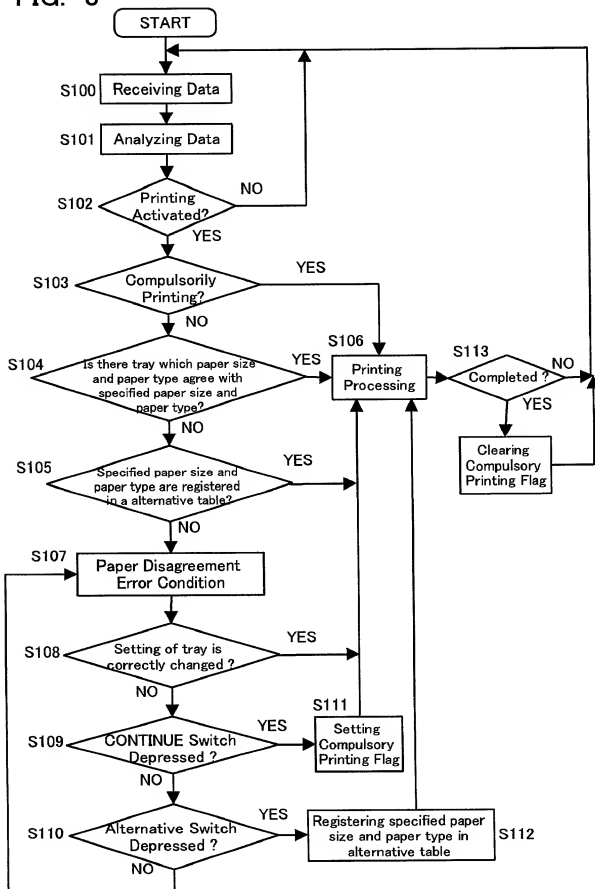 START
S100
Receiving Data
S101
Analyzing Data
S102
Printing
Activated?
NO
YES
S103
Compulsorily
Printing?
YES
NO
S104
Is there tray which paper size
and paper type agree with
specified paper size and
paper type?
YES
NO
S106
Printing
Processing
S113
Completed ?
NO
YES
Clearing
Compulsory
Printing Flag
S105
Specified paper size and
paper type are registered
in a alternative table?
YES
NO
S107
Paper Disagreement
Error Condition
S108
Setting of tray is
correctly changed ?
YES
NO
S109
CONTINUE Switch
Depressed ?
YES
NO
S111
Setting
Compulsory
Printing Flag
S110
Alternative Switch
Depressed ?
YES
NO
Registering specified paper
size and paper type in
alternative table
S112